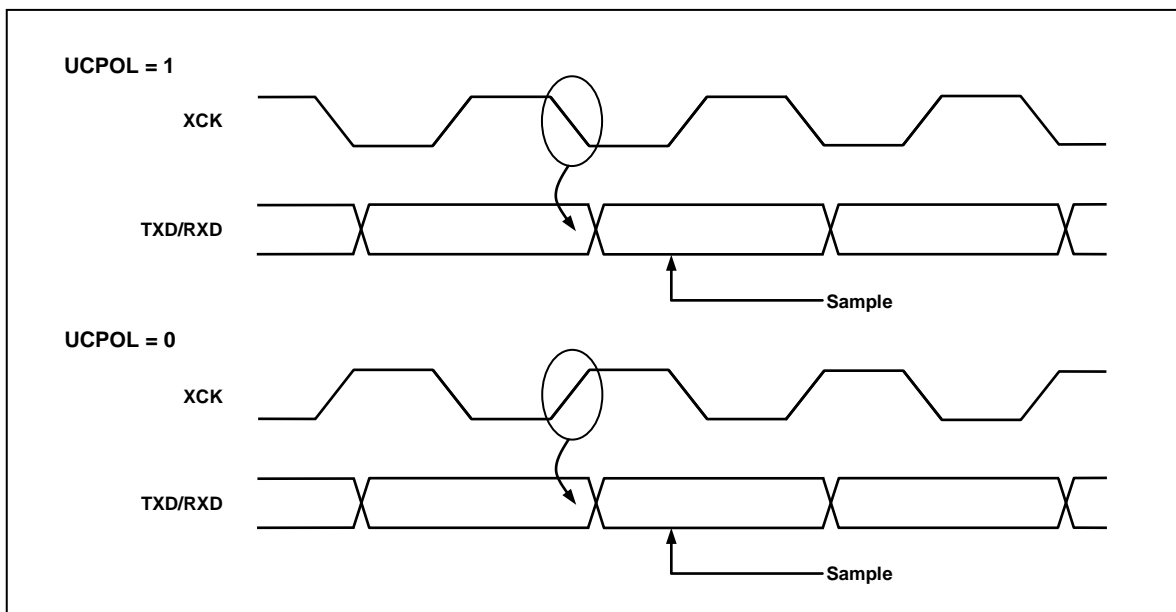 UCPOL = 1
XCK
TXD/RXD
Sample
UCPOL = 0
XCK
TXD/RXD
Sample